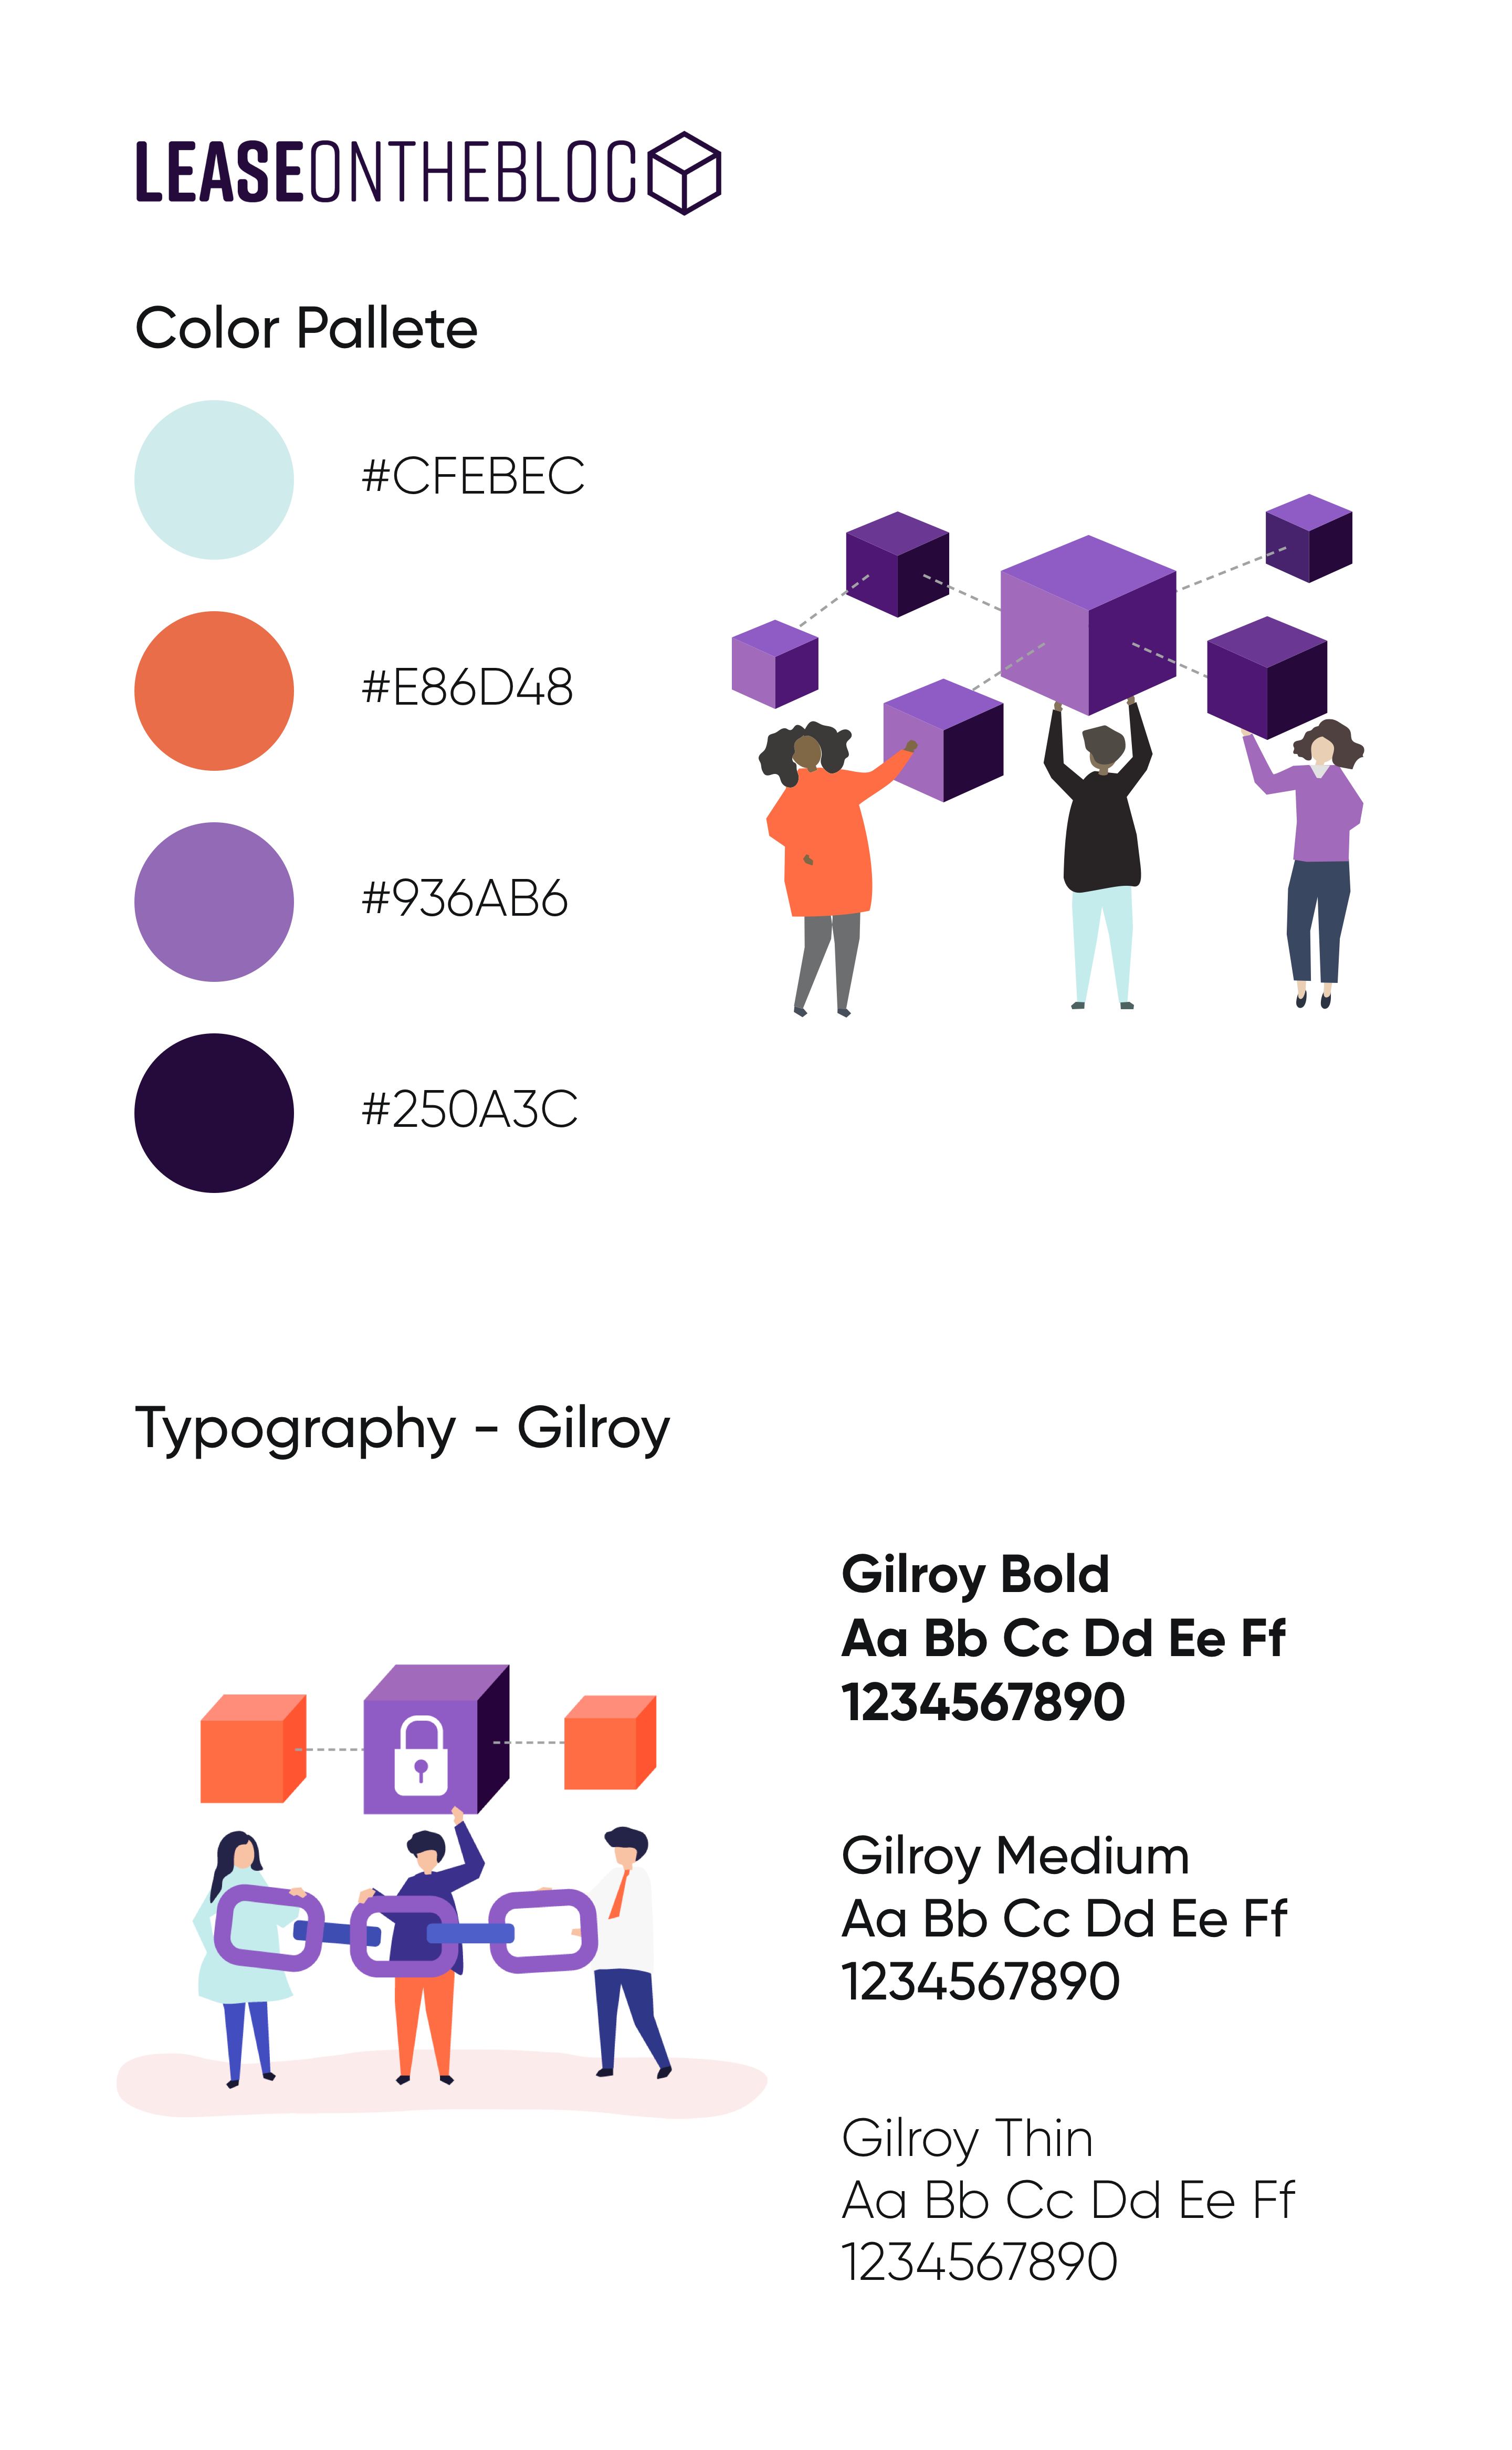 LEASEONTHEBLOC
Color Pallete
#CFEBEC
#E86D48
#936AB6
#250A3C
Typography - Gilroy
Gilroy Bold
Aa Bb Cc Dd Ee Ff
1234567890
Gilroy Medium
Aa Bb Cc Dd Ee Ff
1234567890
Gilroy Thin
Aa Bb Cc Dd Ee Ff
1234567890